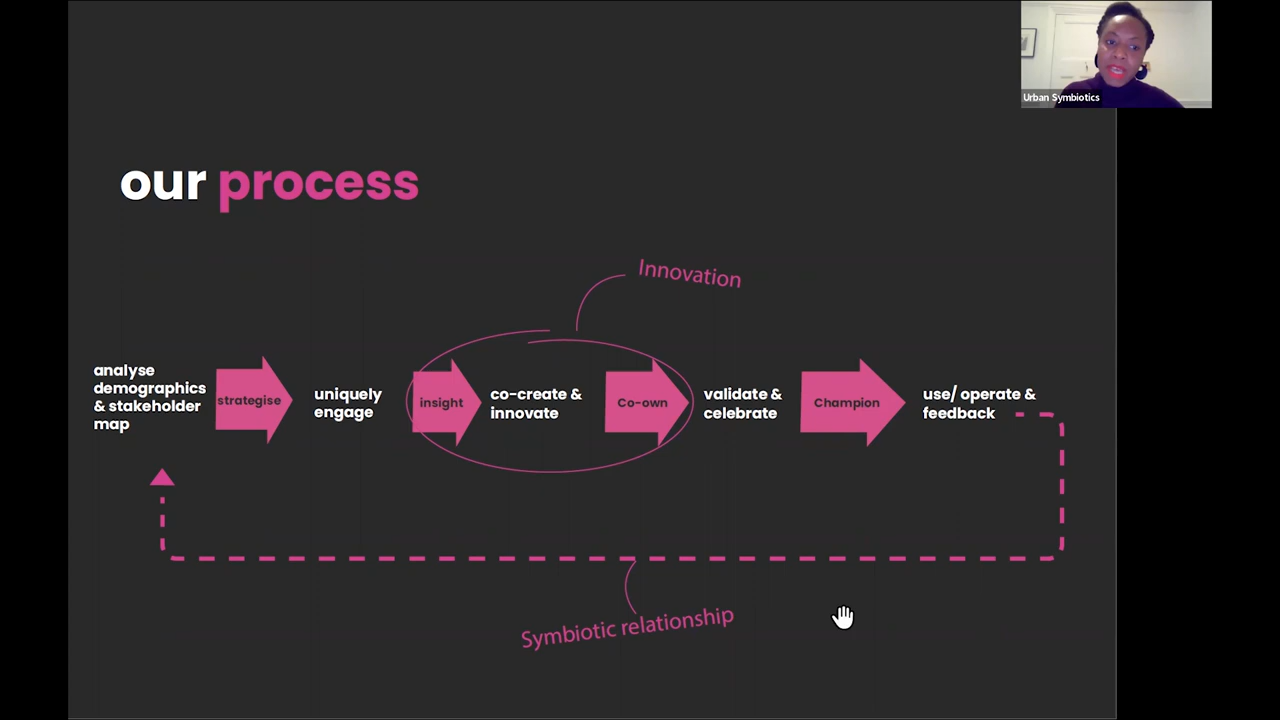 Urban Symbiotics
our process
Innovation
analyse
demographics
& stakeholder
map
strategise
uniquely
engage
insight
co-create &
innovate
Co-own
validate &
celebrate
Champion
use/ operate &
feedback
Symbiotic relationship